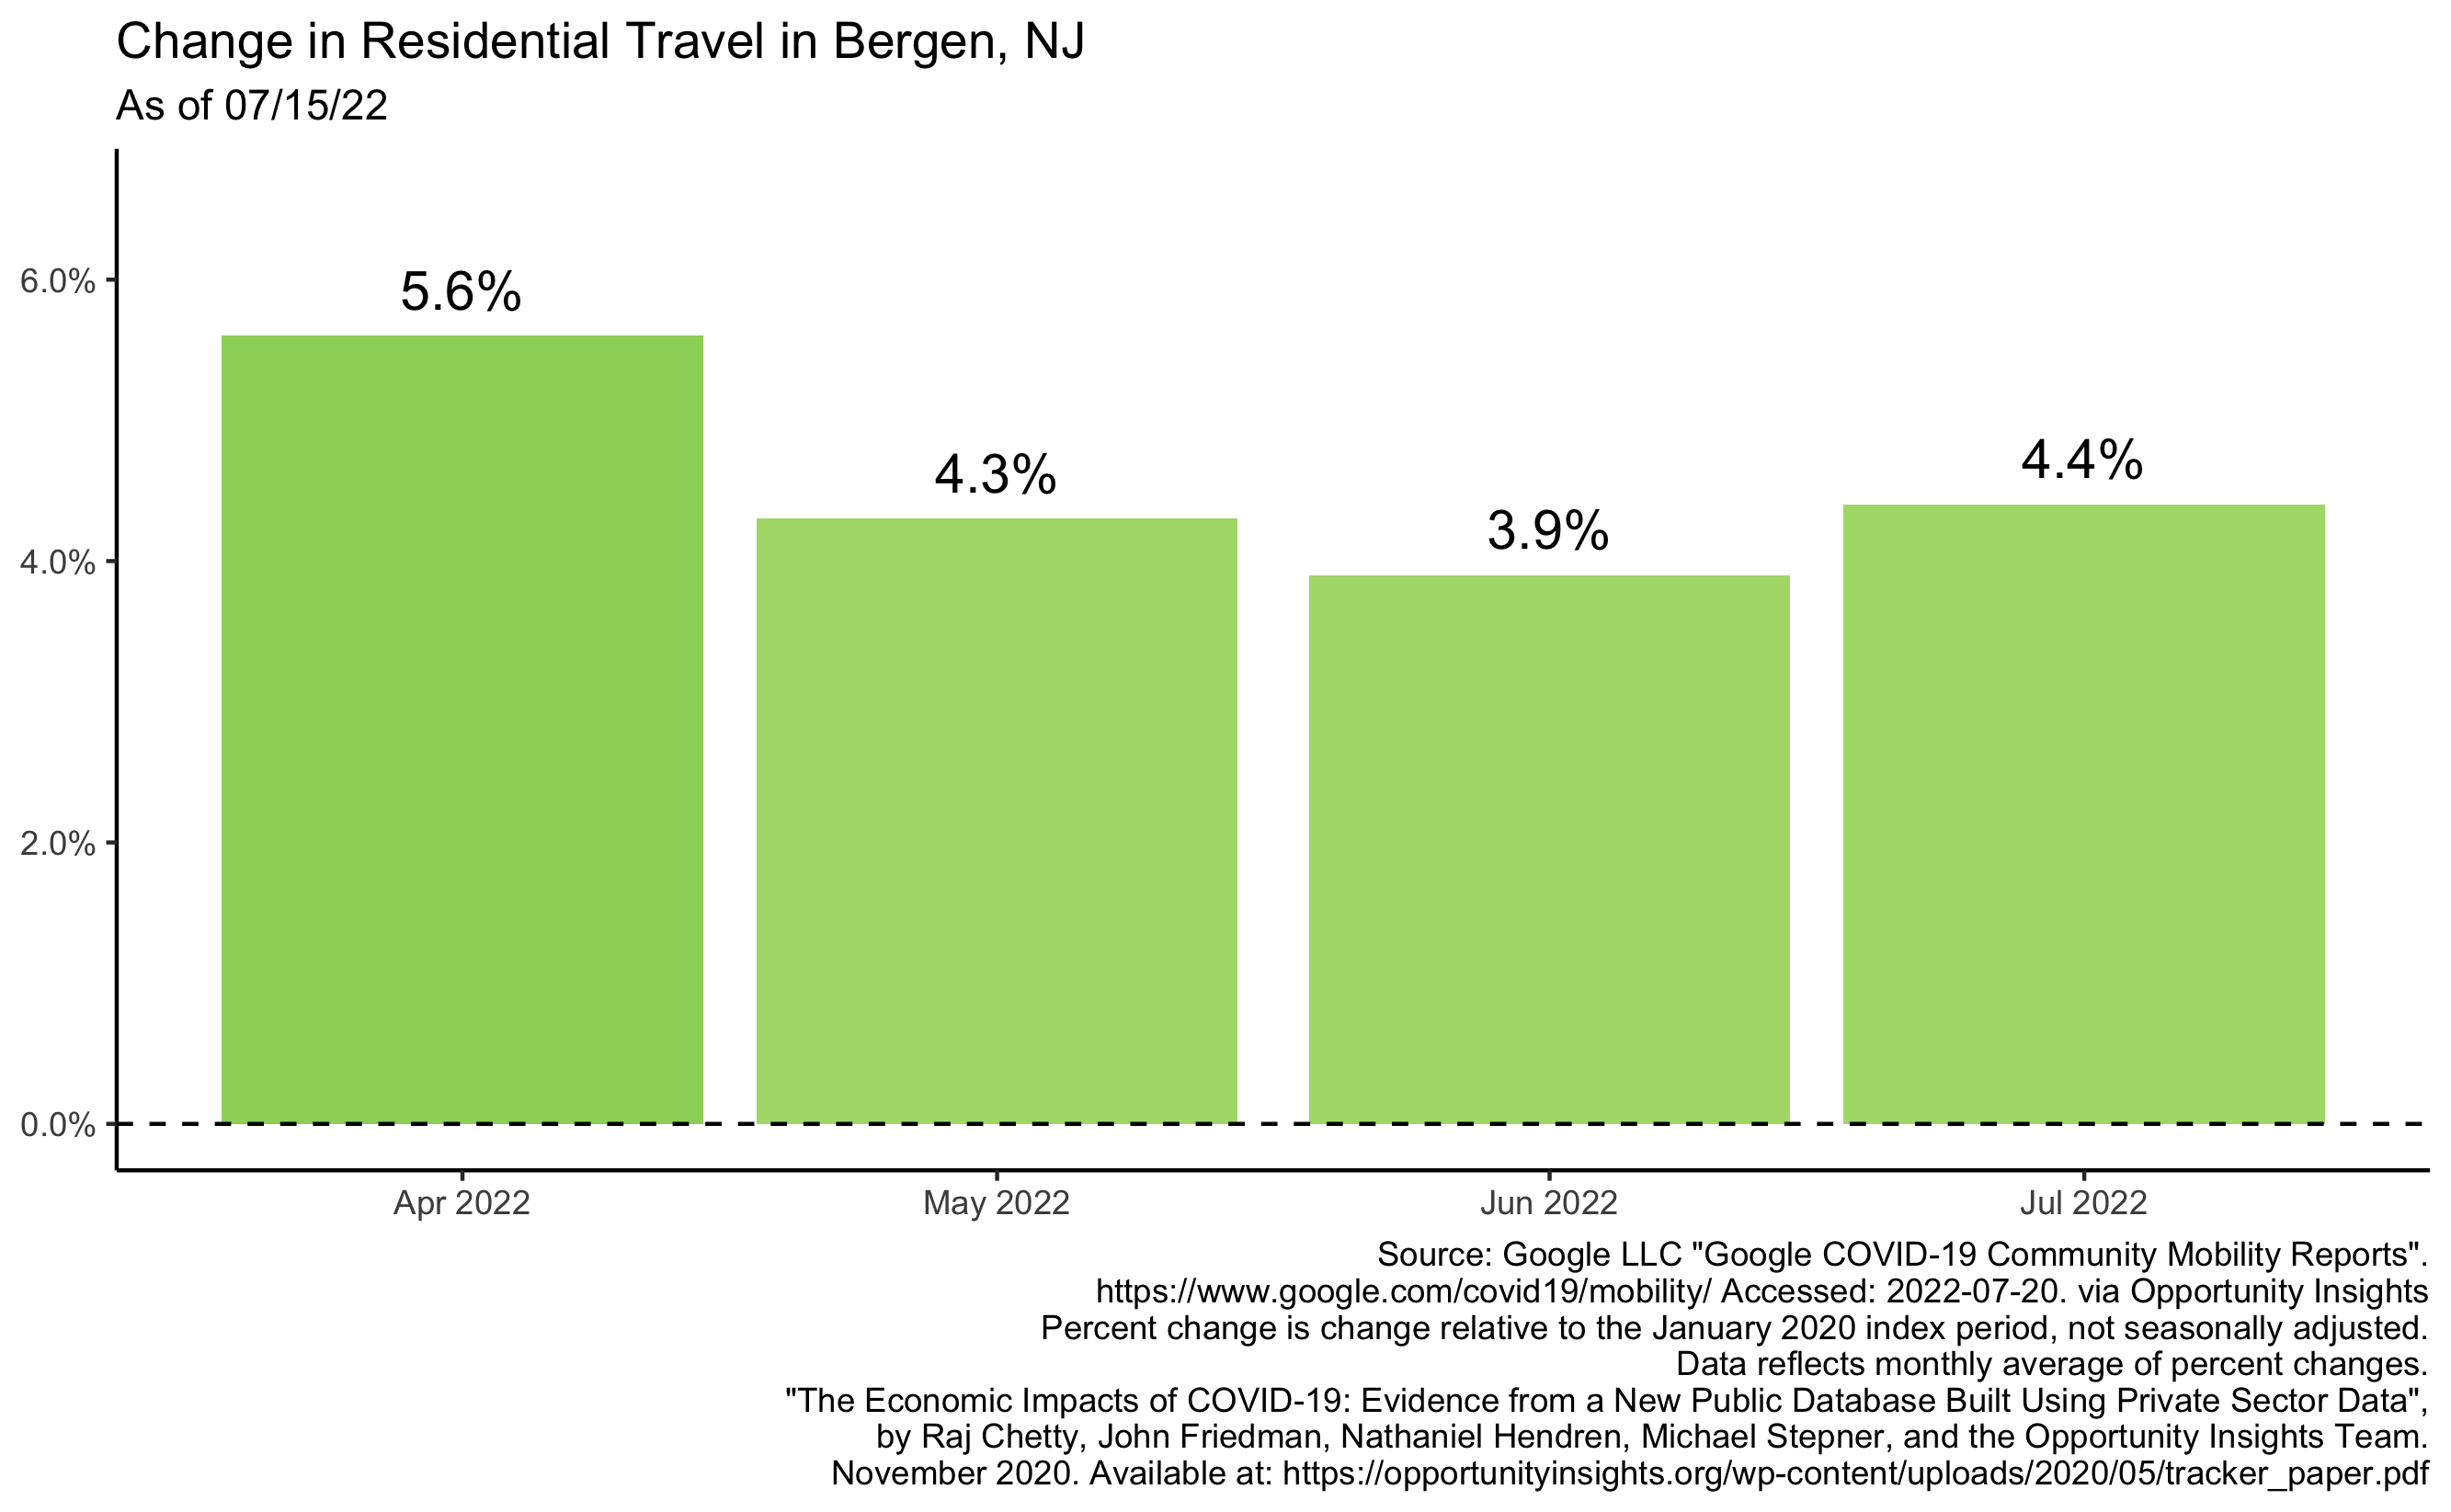 Change in Residential Travel in Bergen, NJ
As of 07/15/22
6.0%
4.0%
2.0%
0.0%
5.6%
4.3%
3.9%
4.4%
Apr 2022
May 2022
Jun 2022
Jul 2022
Source: Google LLC "Google COVID-19 Community Mobility Reports".
https://www.google.com/covid19/mobility/ Accessed: 2022-07-20. via Opportunity Insights
Percent change is change relative to the January 2020 index period, not seasonally adjusted.
Data reflects monthly average of percent changes.
"The Economic Impacts of COVID-19: Evidence from a New Public Database Built Using Private Sector Data",
by Raj Chetty, John Friedman, Nathaniel Hendren, Michael Stepner, and the Opportunity Insights Team.
November 2020. Available at: https://opportunityinsights.org/wp-content/uploads/2020/05/tracker_paper.pdf